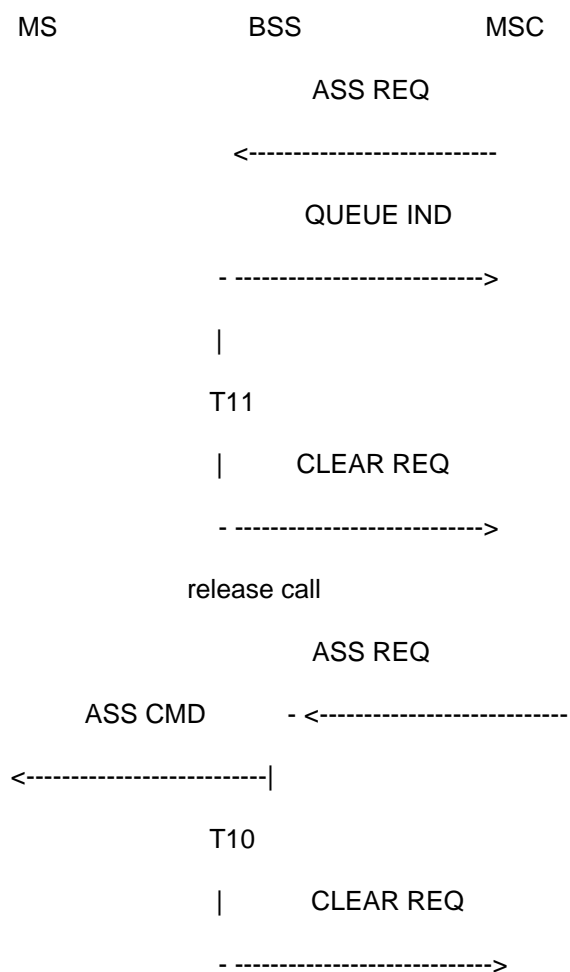 MS BSS MSC
ASS REQ
<----------------------------
QUEUE IND
- ---------------------------->
|
T11
| CLEAR REQ
- ---------------------------->
release call
ASS REQ
ASS CMD - <----------------------------
<---------------------------|
T10
| CLEAR REQ
- ----------------------------->